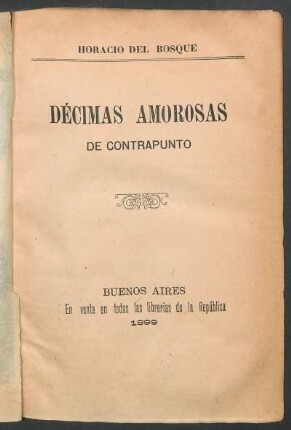 HORACIO DEL BOSQUE
DÉCIMAS AMOROSAS
DE CONTRAPUNTO
BUENOS AIRES
En venta en todas las librerías de la República
1899